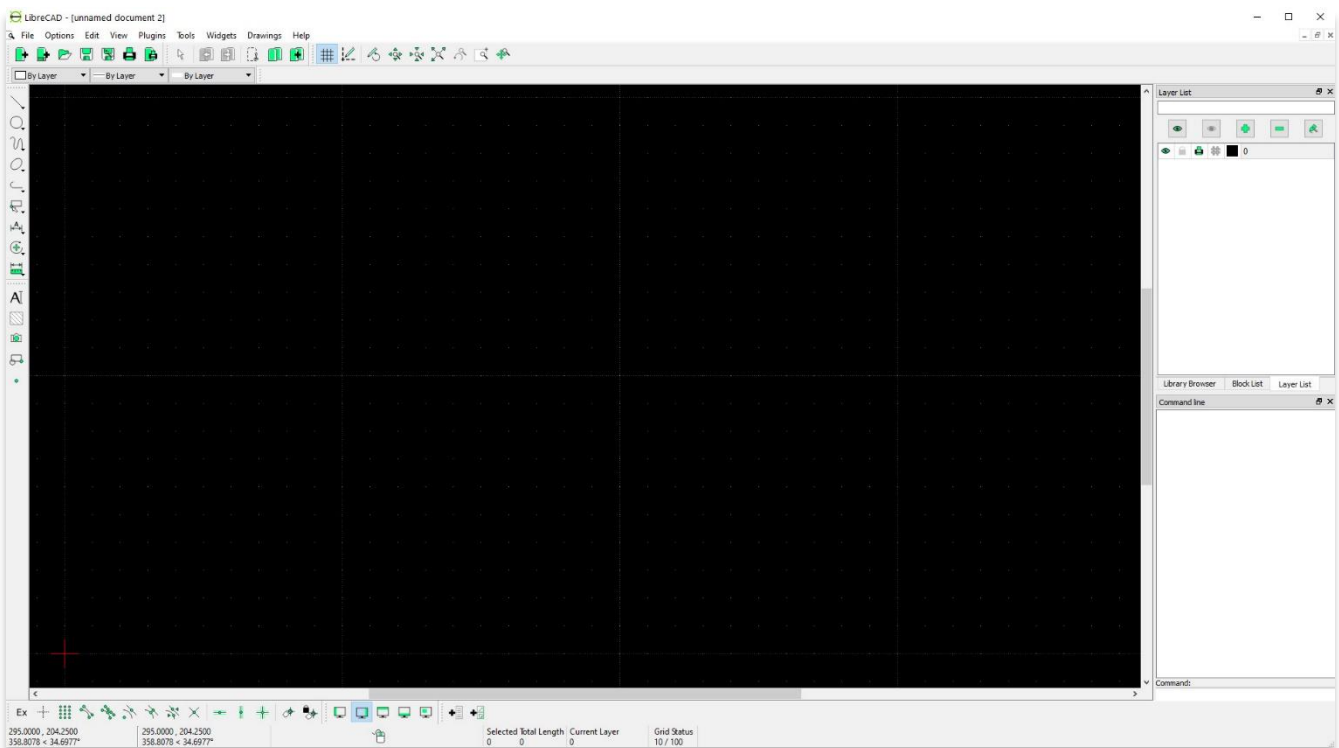 LibreCAD - [unnamed document 2]
File Options Edit View Plugins Tools Widgets Drawings Help
By Layer By Layer By Layer
Layer List
0
Library Browser Block List Layer List
Command line
Command:
Ex
295.0000 , 204.2500 295.0000 , 204.2500 Selected Total Length Current Layer Grid Status
358.8078 < 34.6977° 358.8078 < 34.6977° 0 0 0 10 / 100